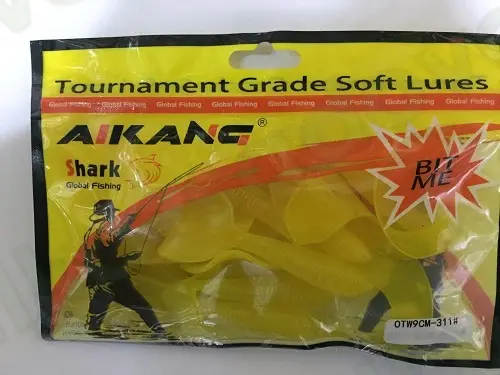 Tournament Grade Soft Lures
Global Fishing Global Fishing Global Fishing Global Fishing Global Fishing Global Fishing Global Fishing
AIKANG®
Shark
Global Fishing
BIT
ME
OTW9CM-311#